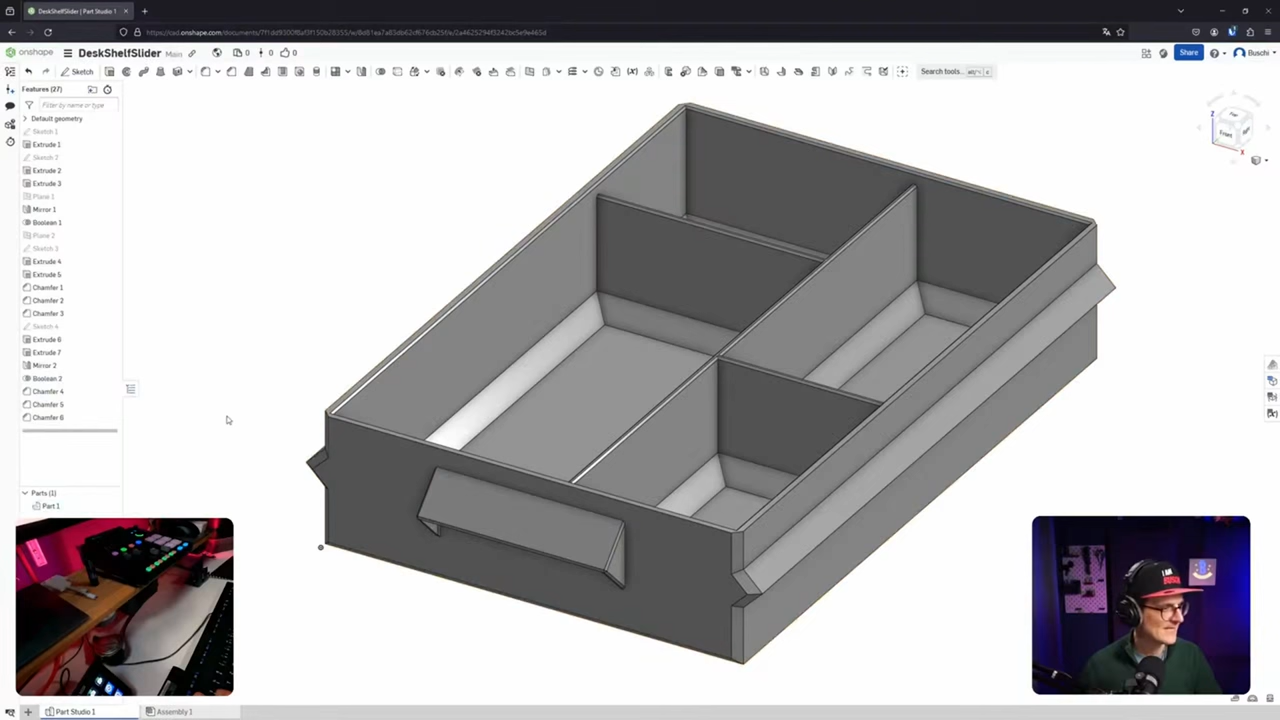 DeskShelfSlider | Part Studio 1
onshape
DeskShelfSlider
Main
0
0
0
Share
Buschi
Sketch
Search tools...
Features (27)
Filter by name or type
Default geometry
Sketch 1
Extrude 1
Sketch 2
Extrude 2
Extrude 3
Plane 1
Mirror 1
Boolean 1
Plane 2
Sketch 3
Extrude 4
Extrude 5
Chamfer 1
Chamfer 2
Chamfer 3
Sketch 4
Extrude 6
Extrude 7
Mirror 2
Boolean 2
Chamfer 4
Chamfer 5
Chamfer 6
Parts (1)
Part 1
Z
Front
X
I AM
Part Studio 1
Assembly 1